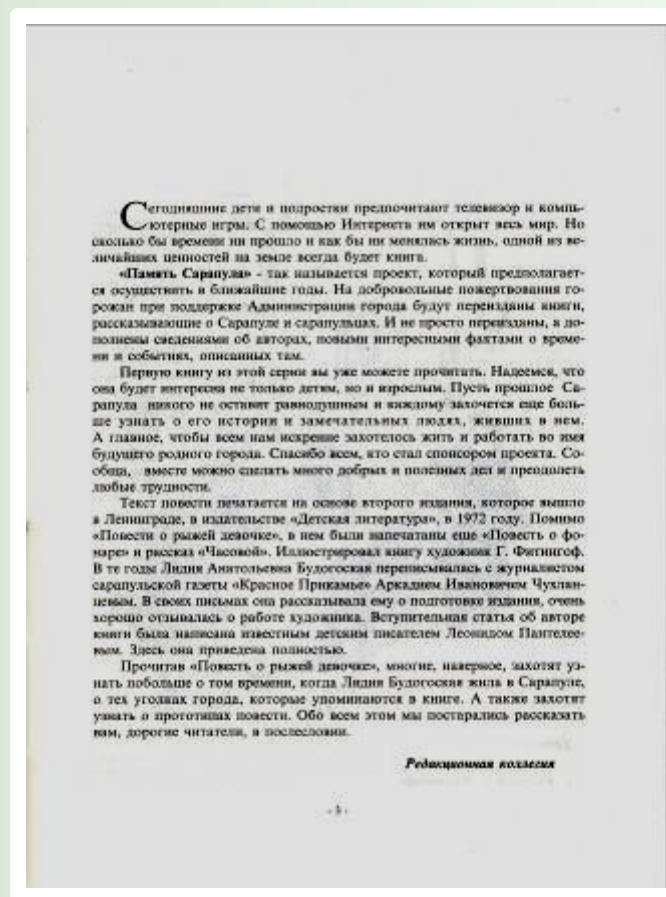 Сегодняшние дети и подростки предпочитают телевизор и компь-
ютерные игры. С помощью Интернета им открыт весь мир. Но
сколько бы времени ни прошло и как бы ни менялась жизнь, одной из ве-
личайших ценностей на земле всегда будет книга.
«Память Сарапула» - так называется проект, который предполагает-
ся осуществить в ближайшие годы. На добровольные пожертвования го-
рожан при поддержке Администрации города будут переизданы книги,
рассказывающие о Сарапуле и сарапульцах. И не просто переизданы, а до-
полнены сведениями об авторах, новыми интересными фактами о време-
ни и событиях, описанных там.
Первую книгу из этой серии вы уже можете прочитать. Надеемся, что
она будет интересна не только детям, но и взрослым. Пусть прошлое Са-
рапула никого не оставит равнодушным и каждому захочется еще боль-
ше узнать о его истории и замечательных людях, живших в нем.
А главное, чтобы всем нам искренне захотелось жить и работать во имя
будущего родного города. Спасибо всем, кто стал спонсором проекта. Со-
обща, вместе можно сделать много добрых и полезных дел и преодолеть
любые трудности.
Текст повести печатается на основе второго издания, которое вышло
в Ленинграде, в издательстве «Детская литература», в 1972 году. Помимо
«Повести о рыжей девочке», в нем были напечатаны еще «Повесть о фо-
наре» и рассказ «Часовой». Иллюстрировал книгу художник Г. Фитингоф.
В те годы Лидия Анатольевна Будогоская переписывалась с журналистом
сарапульской газеты «Красное Прикамье» Аркадием Ивановичем Чухлан-
цевым. В своих письмах она рассказывала ему о подготовке издания, очень
хорошо отзывалась о работе художника. Вступительная статья об авторе
книги была написана известным детским писателем Леонидом Пантелее-
вым. Здесь она приведена полностью.
Прочитав «Повесть о рыжей девочке», многие, наверное, захотят уз-
нать побольше о том времени, когда Лидия Будогоская жила в Сарапуле,
о тех уголках города, которые упоминаются в книге. А также захотят
узнать о прототипах повести. Обо всем этом мы постарались рассказать
вам, дорогие читатели, в послесловии.
Редакционная коллегия
- 3 -